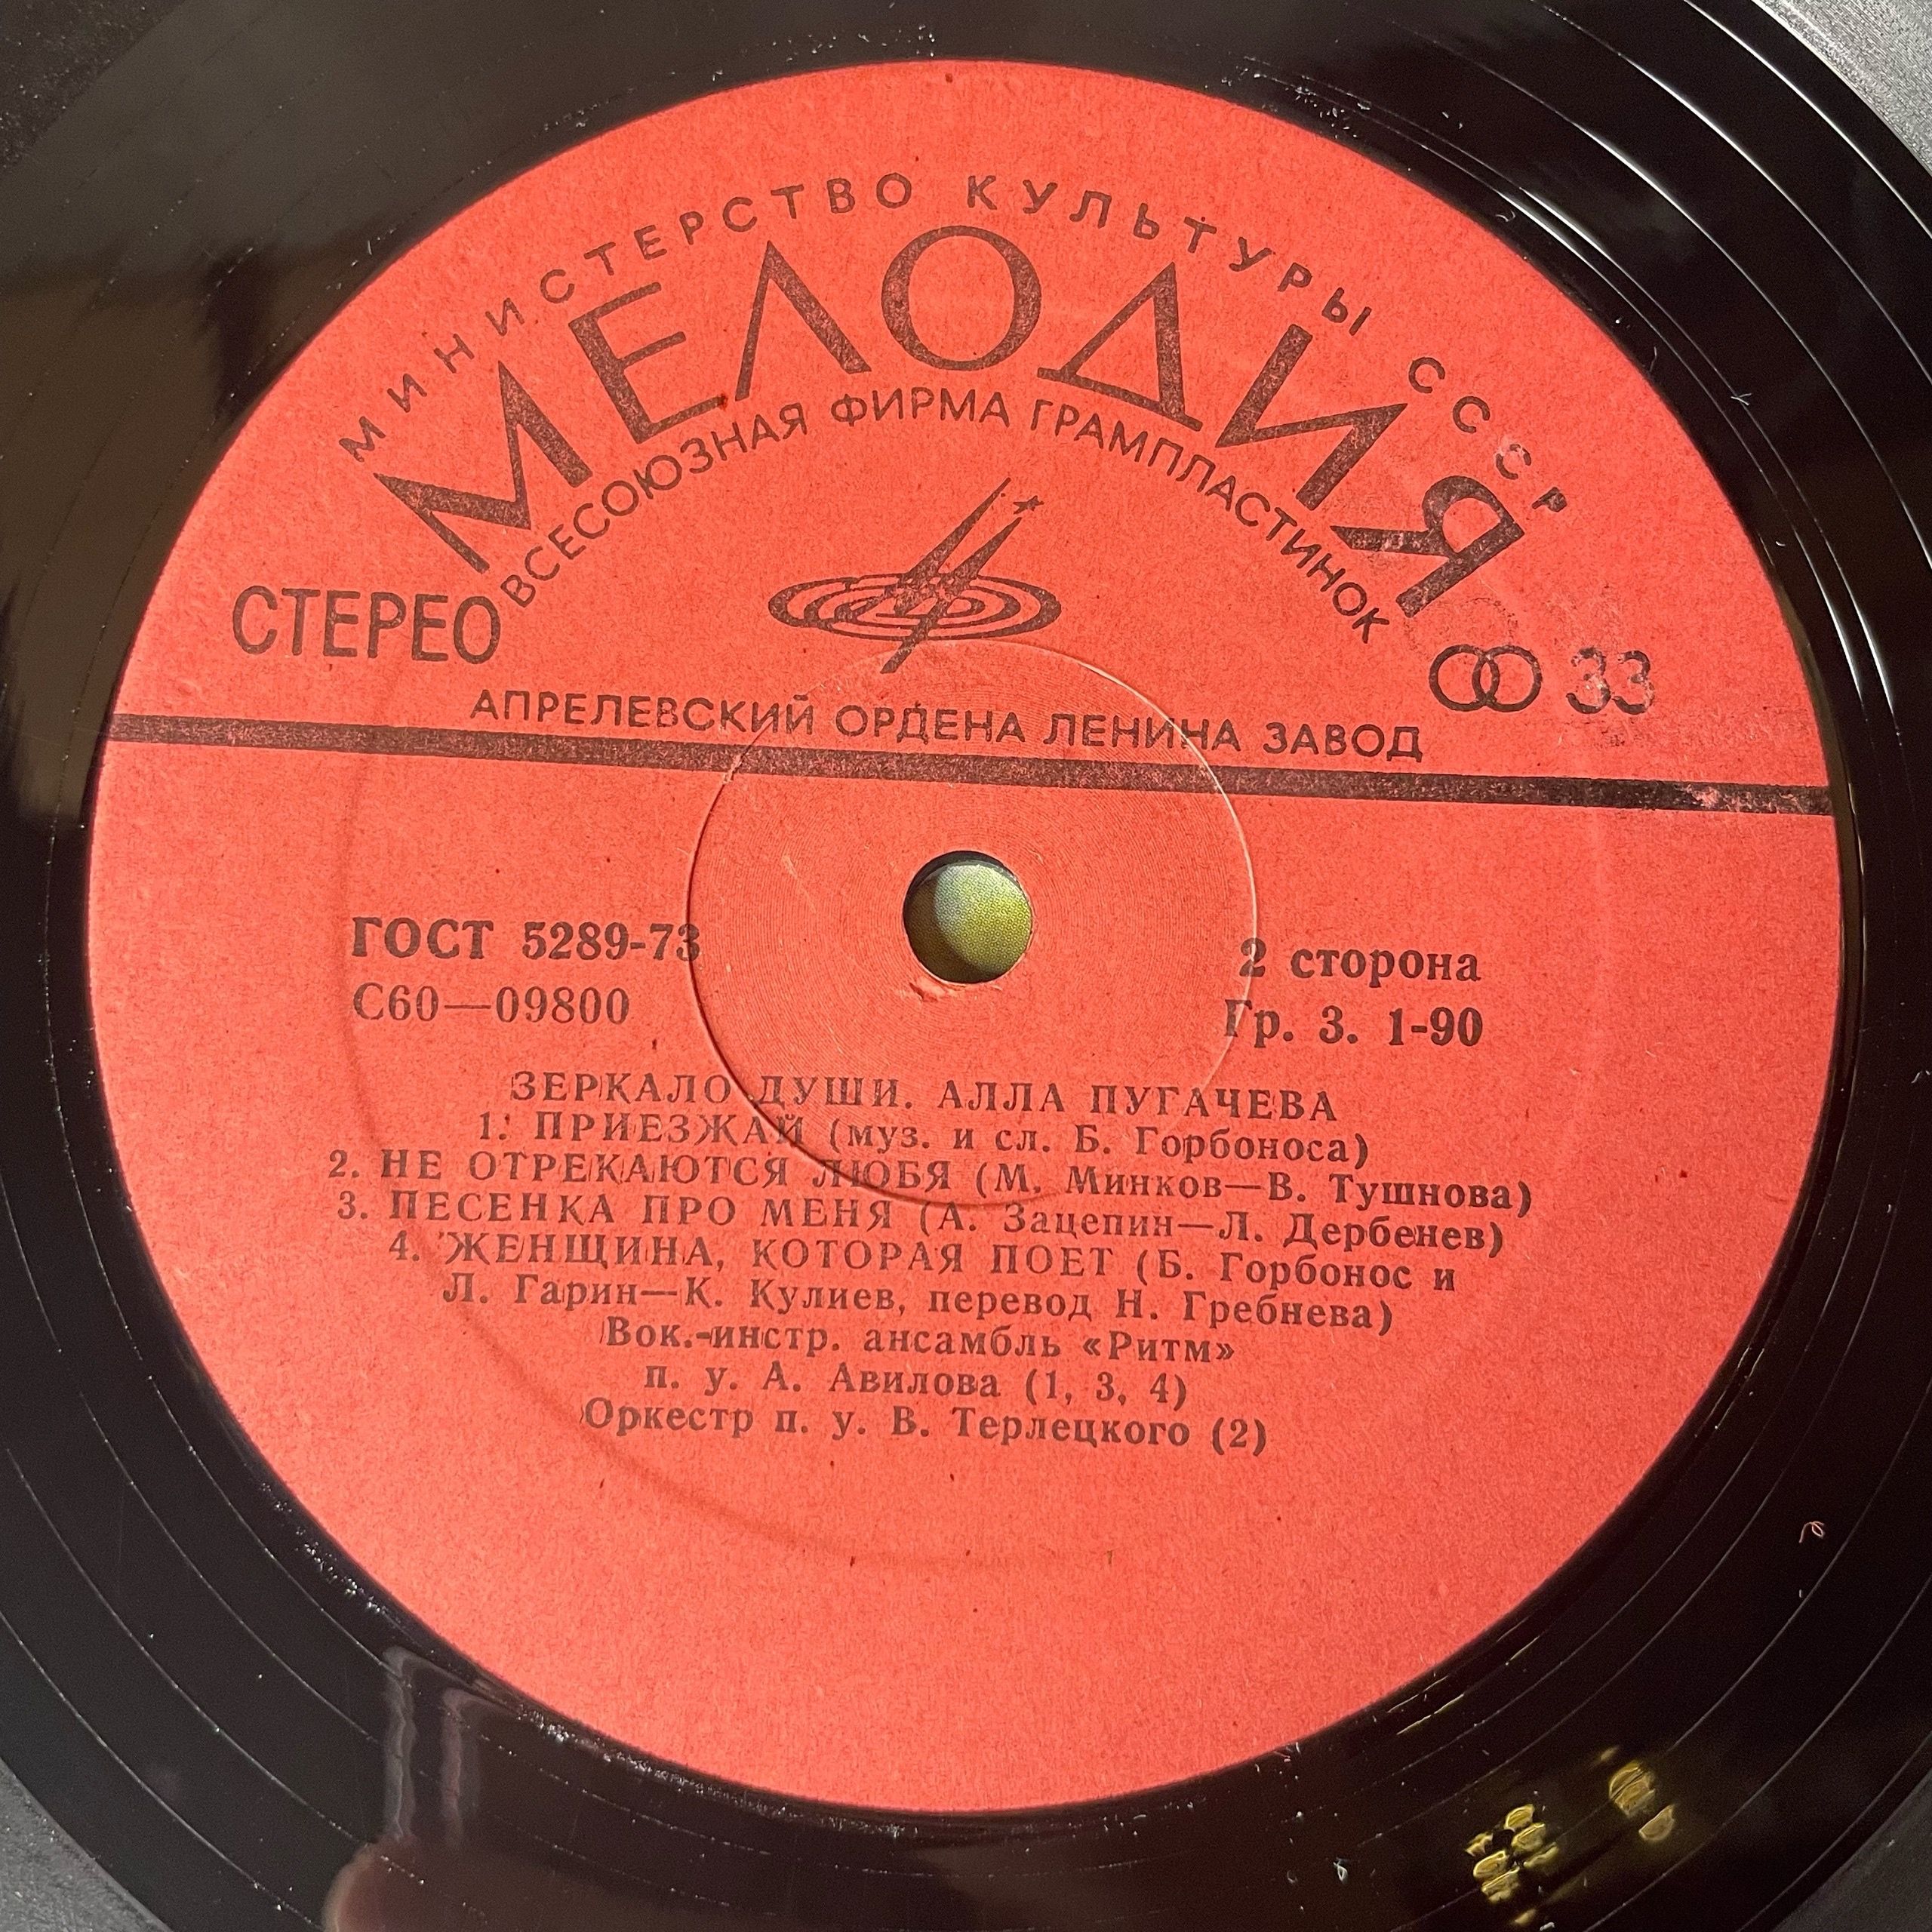 МИНИСТЕРСТВО КУЛЬТУРЫ СССР
МЕЛОДИЯ
ВСЕСОЮЗНАЯ ФИРМА ГРАМПЛАСТИНОК
СТЕРЕО
33
АПРЕЛЕВСКИЙ ОРДЕНА ЛЕНИНА ЗАВОД
ГОСТ 5289-73
С60—09800
2 сторона
Гр. 3. 1-90
ЗЕРКАЛО ДУШИ. АЛЛА ПУГАЧЕВА
1. ПРИЕЗЖАЙ (муз. и сл. Б. Горбоноса)
2. НЕ ОТРЕКАЮТСЯ ЛЮБЯ (М. Минков—В. Тушнова)
3. ПЕСЕНКА ПРО МЕНЯ (А. Зацепин—Л. Дербенев)
4. ЖЕНЩИНА, КОТОРАЯ ПОЕТ (Б. Горбонос и
Л. Гарин—К. Кулиев, перевод Н. Гребнева)
Вок.-инстр. ансамбль «Ритм»
п. у. А. Авилова (1, 3, 4)
Оркестр п. у. В. Терлецкого (2)